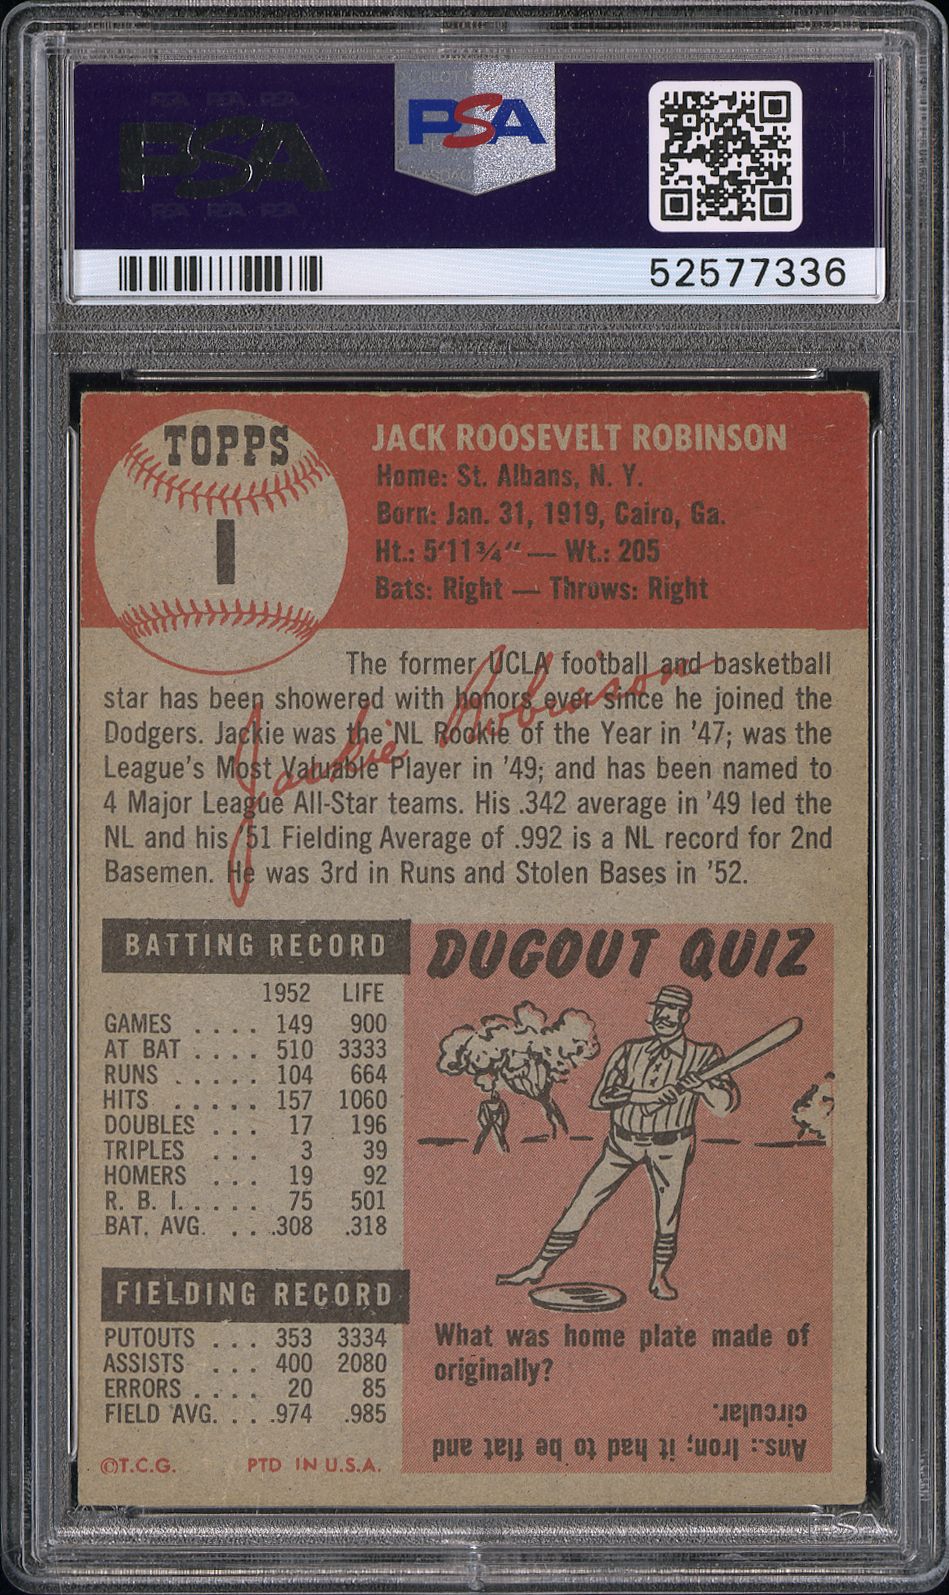 PSA
PSA
52577336
TOPPS
1
JACK ROOSEVELT ROBINSON
Home: St. Albans, N. Y.
Born: Jan. 31, 1919, Cairo, Ga.
Ht.: 5'11¾" — Wt.: 205
Bats: Right — Throws: Right
The former UCLA football and basketball
star has been showered with honors ever since he joined the
Dodgers. Jackie was the NL Rookie of the Year in '47; was the
League's Most Valuable Player in '49; and has been named to
4 Major League All-Star teams. His .342 average in '49 led the
NL and his '51 Fielding Average of .992 is a NL record for 2nd
Basemen. He was 3rd in Runs and Stolen Bases in '52.
Jackie Robinson
BATTING RECORD
1952 LIFE
GAMES .... 149 900
AT BAT .... 510 3333
RUNS ..... 104 664
HITS ..... 157 1060
DOUBLES ... 17 196
TRIPLES ... 3 39
HOMERS ... 19 92
R. B. I. .... 75 501
BAT. AVG. ... .308 .318
FIELDING RECORD
PUTOUTS ... 353 3334
ASSISTS ... 400 2080
ERRORS .... 20 85
FIELD AVG. ... .974 .985
©T.C.G. PTD IN U.S.A.
DUGOUT QUIZ
What was home plate made of
originally?
Ans.: Iron; it had to be flat and
circular.